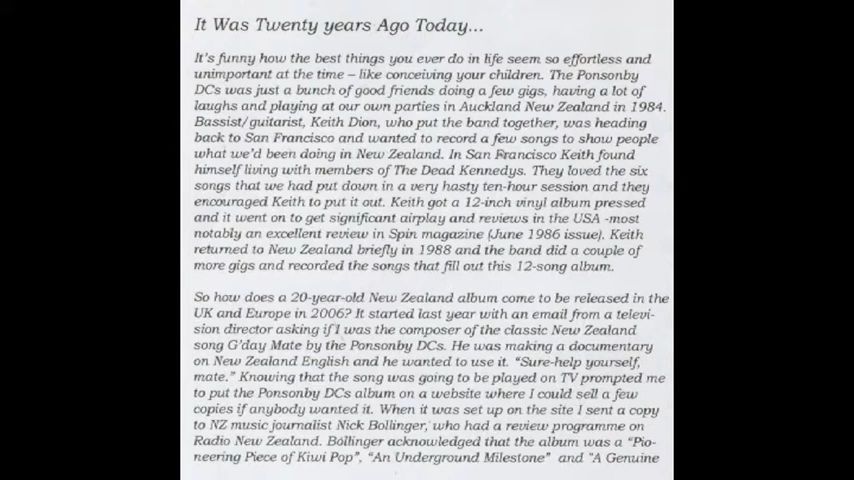 It Was Twenty years Ago Today...
It's funny how the best things you ever do in life seem so effortless and
unimportant at the time – like conceiving your children. The Ponsonby
DCs was just a bunch of good friends doing a few gigs, having a lot of
laughs and playing at our own parties in Auckland New Zealand in 1984.
Bassist/guitarist, Keith Dion, who put the band together, was heading
back to San Francisco and wanted to record a few songs to show people
what we'd been doing in New Zealand. In San Francisco Keith found
himself living with members of The Dead Kennedys. They loved the six
songs that we had put down in a very hasty ten-hour session and they
encouraged Keith to put it out. Keith got a 12-inch vinyl album pressed
and it went on to get significant airplay and reviews in the USA -most
notably an excellent review in Spin magazine (June 1986 issue). Keith
returned to New Zealand briefly in 1988 and the band did a couple of
more gigs and recorded the songs that fill out this 12-song album.
So how does a 20-year-old New Zealand album come to be released in the
UK and Europe in 2006? It started last year with an email from a televi-
sion director asking if I was the composer of the classic New Zealand
song G'day Mate by the Ponsonby DCs. He was making a documentary
on New Zealand English and he wanted to use it. "Sure-help yourself,
mate." Knowing that the song was going to be played on TV prompted me
to put the Ponsonby DCs album on a website where I could sell a few
copies if anybody wanted it. When it was set up on the site I sent a copy
to NZ music journalist Nick Bollinger, who had a review programme on
Radio New Zealand. Bollinger acknowledged that the album was a "Pio-
neering Piece of Kiwi Pop", "An Underground Milestone" and "A Genuine